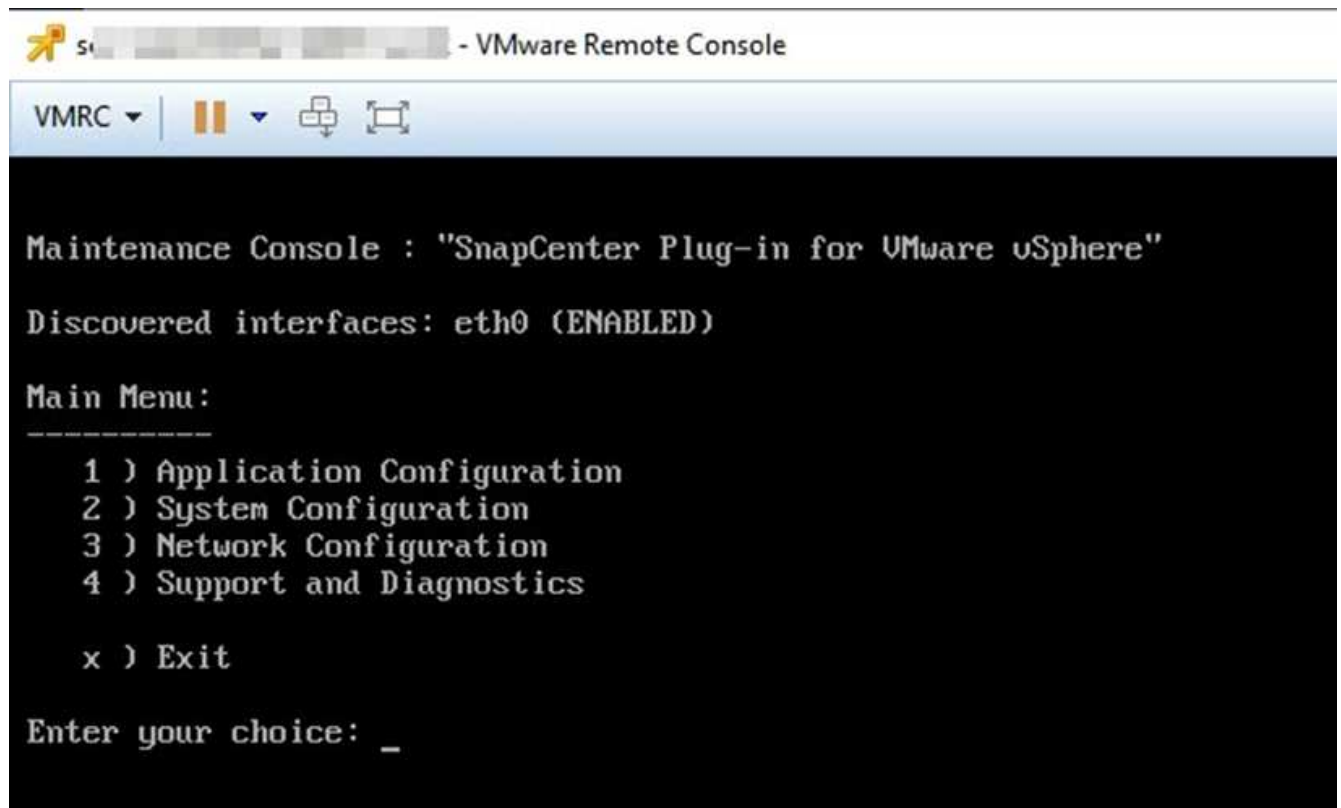 - VMware Remote Console
VMRC
Maintenance Console : "SnapCenter Plug-in for VMware vSphere"
Discovered interfaces: eth0 (ENABLED)
Main Menu:
----------
1 ) Application Configuration
2 ) System Configuration
3 ) Network Configuration
4 ) Support and Diagnostics
x ) Exit
Enter your choice: _